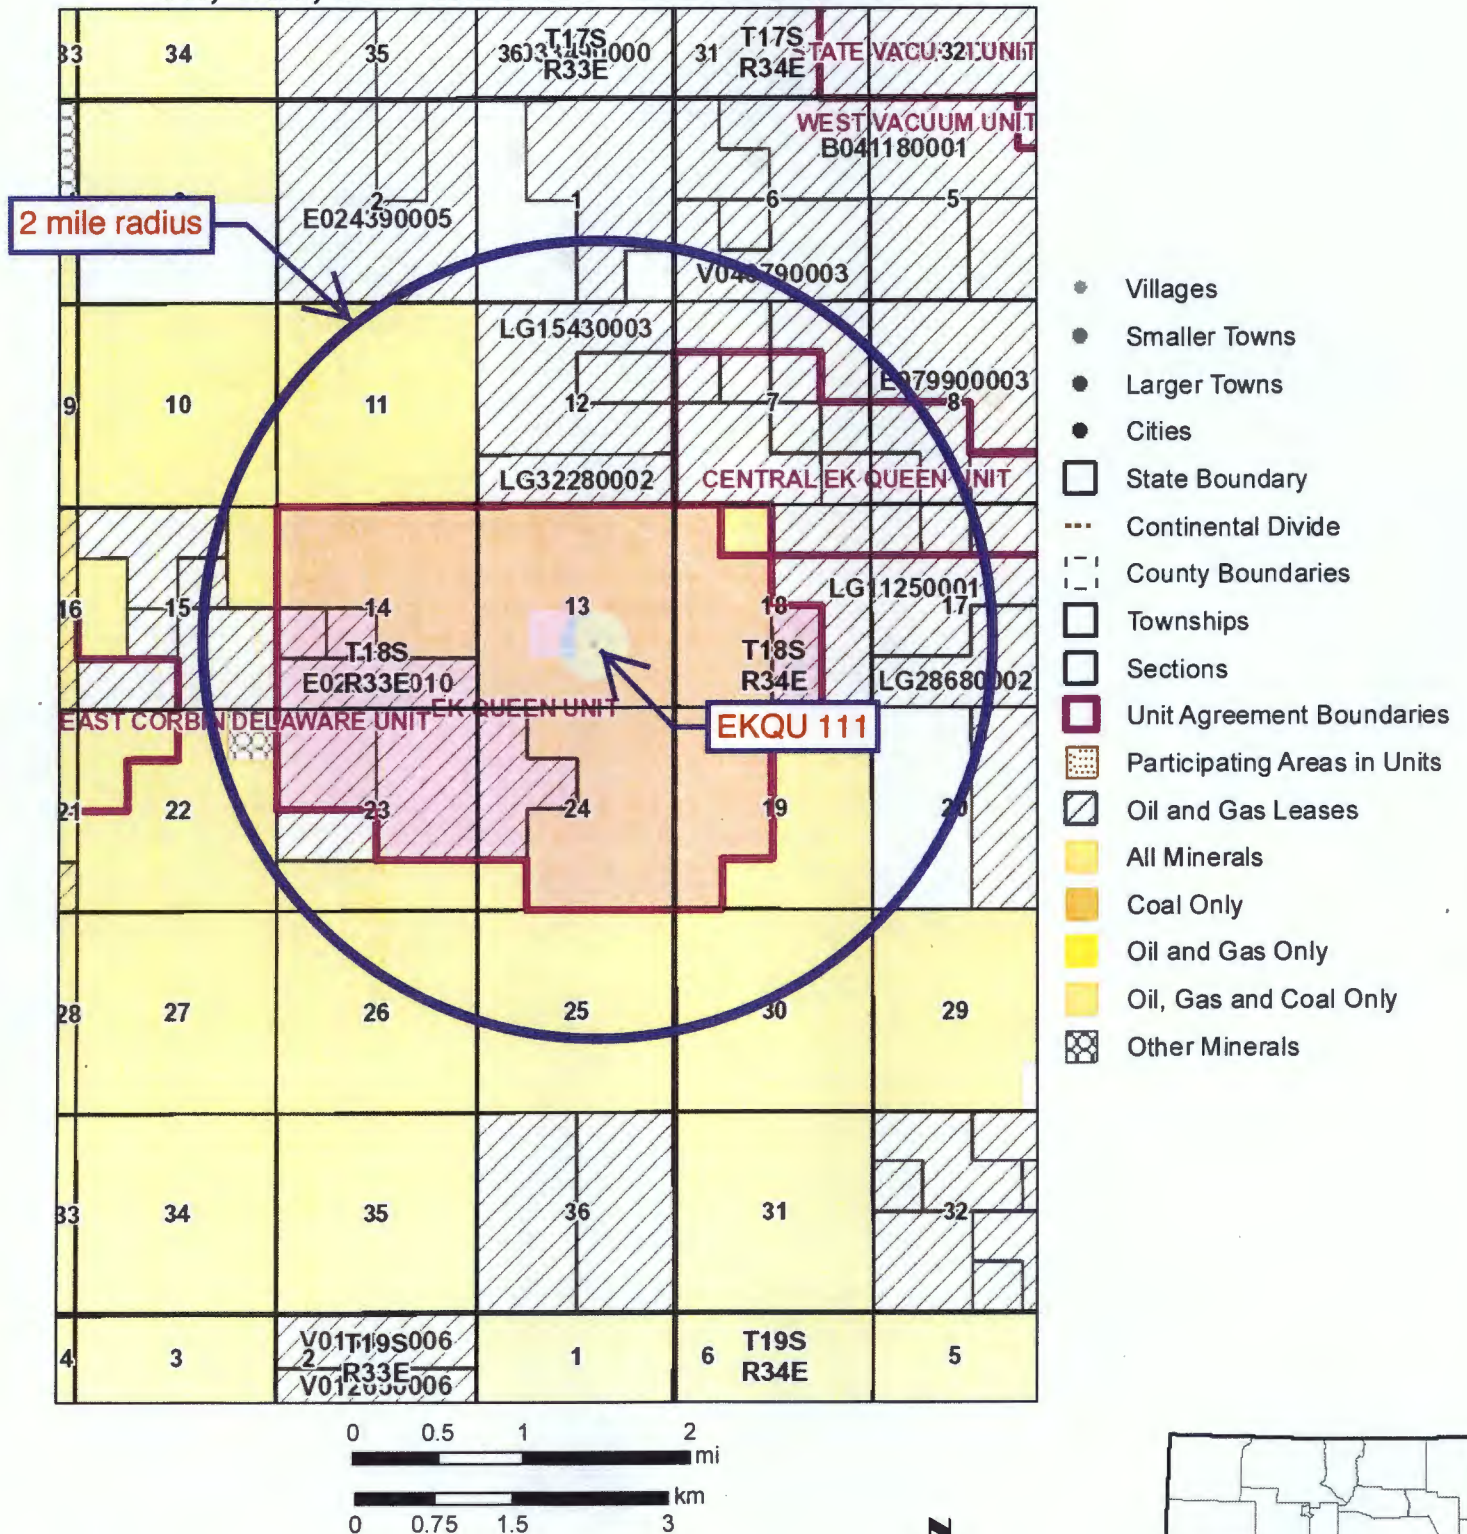 33
34
35
36
T17S
R33E
31
T17S
R34E
STATE VACUUM UNIT
32
WEST VACUUM UNIT
B041180001
2
1
6
5
E024390005
2 mile radius
LG15430003
9
10
11
12
7
8
E079900003
LG32280002
CENTRAL EK QUEEN UNIT
16
15
14
13
18
17
LG11250001
T18S
R33E
T18S
R34E
LG28680002
EAST CORBIN DELAWARE UNIT
EK QUEEN UNIT
EKQU 111
21
22
23
24
19
20
28
27
26
25
30
29
33
34
35
36
31
32
4
3
2
T19S
R33E
1
6
T19S
R34E
5
Villages
Smaller Towns
Larger Towns
Cities
State Boundary
Continental Divide
County Boundaries
Townships
Sections
Unit Agreement Boundaries
Participating Areas in Units
Oil and Gas Leases
All Minerals
Coal Only
Oil and Gas Only
Oil, Gas and Coal Only
Other Minerals
0 0.5 1 2
mi
km
0 0.75 1.5 3